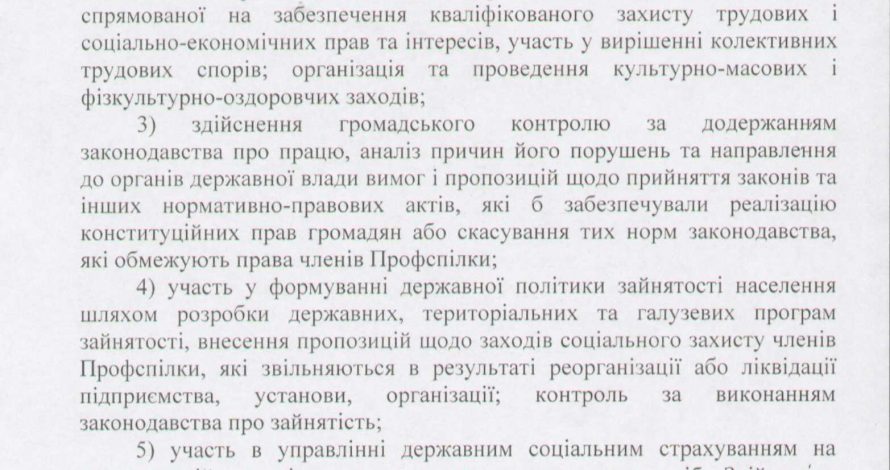 спрямованої на забезпечення кваліфікованого захисту трудових і
соціально-економічних прав та інтересів, участь у вирішенні колективних
трудових спорів; організація та проведення культурно-масових і
фізкультурно-оздоровчих заходів;
3) здійснення громадського контролю за додержанням
законодавства про працю, аналіз причин його порушень та направлення
до органів державної влади вимог і пропозицій щодо прийняття законів та
інших нормативно-правових актів, які б забезпечували реалізацію
конституційних прав громадян або скасування тих норм законодавства,
які обмежують права членів Профспілки;
4) участь у формуванні державної політики зайнятості населення
шляхом розробки державних, територіальних та галузевих програм
зайнятості, внесення пропозицій щодо заходів соціального захисту членів
Профспілки, які звільняються в результаті реорганізації або ліквідації
підприємства, установи, організації; контроль за виконанням
законодавства про зайнятість;
5) участь в управлінні державним соціальним страхуванням на